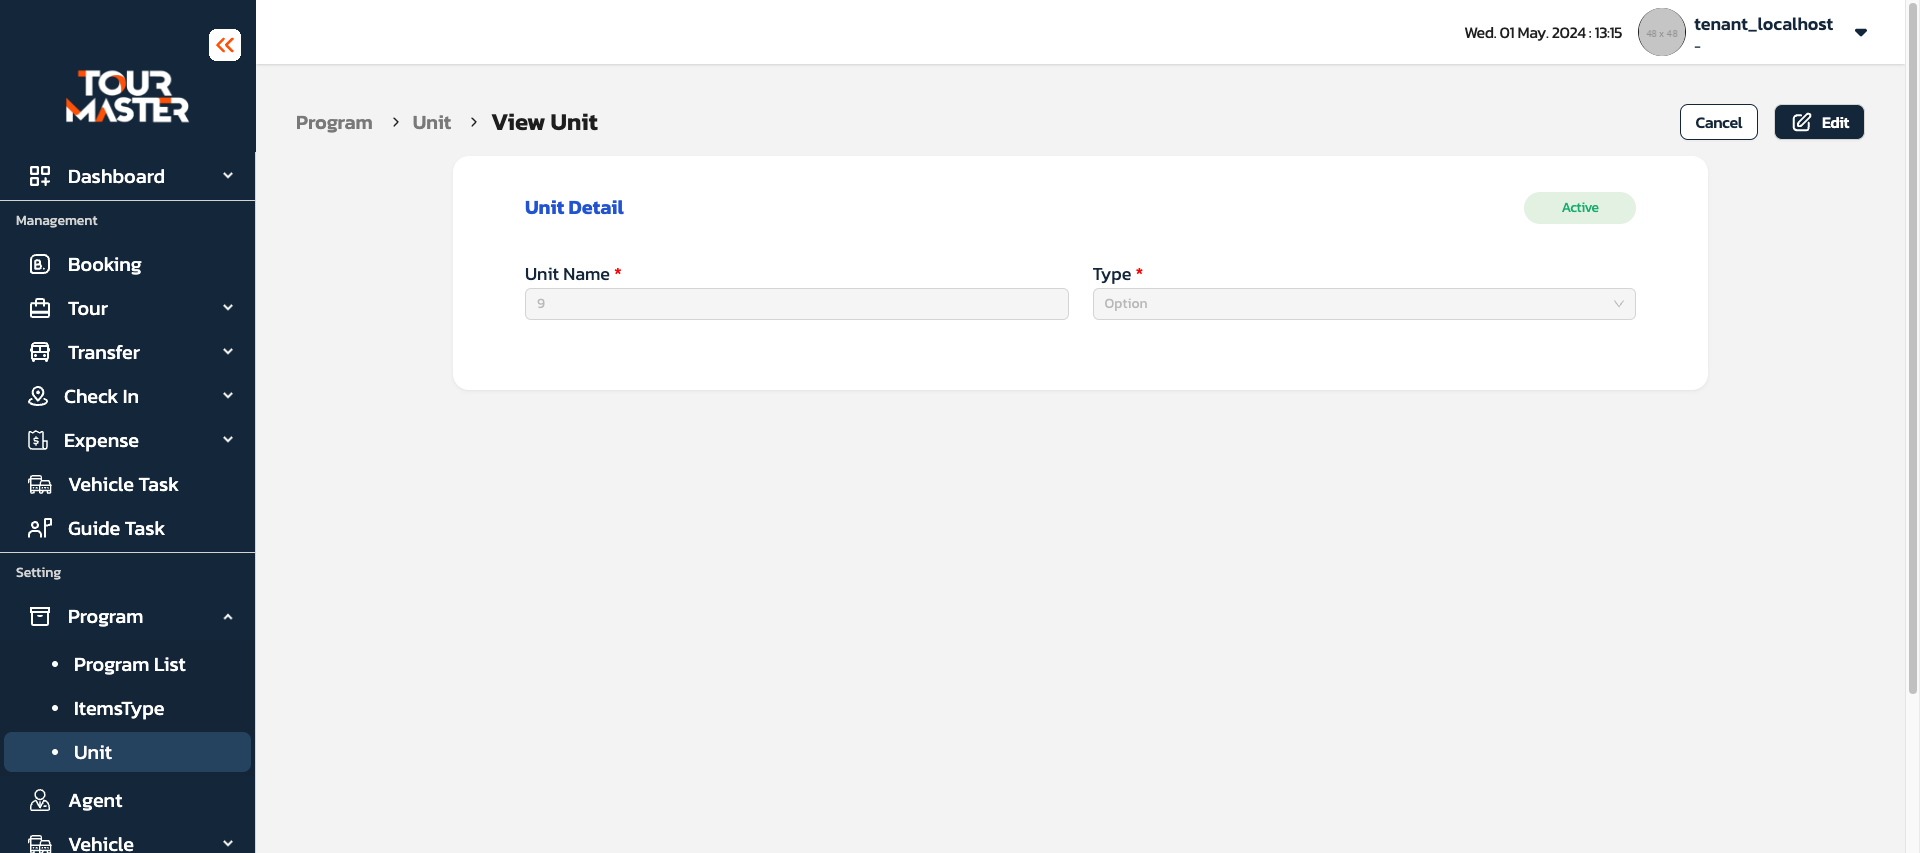 TOUR
MASTER
Dashboard
Management
Booking
Tour
Transfer
Check In
Expense
Vehicle Task
Guide Task
Setting
Program
Program List
ItemsType
Unit
Agent
Vehicle
Wed. 01 May. 2024 : 13:15
48 x 48
tenant_localhost
-
Program > Unit > View Unit
Cancel
Edit
Unit Detail
Active
Unit Name *
9
Type *
Option